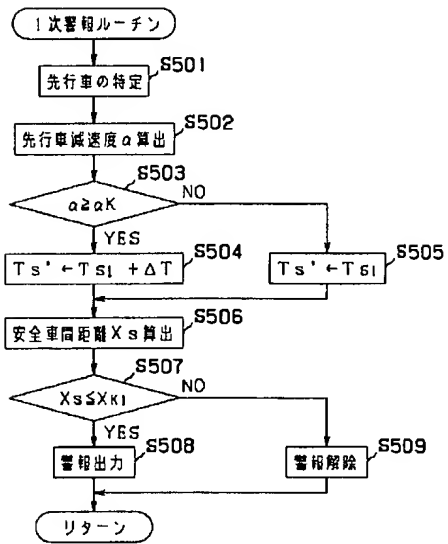 1次警報ルーチン
S501
先行車の特定
S502
先行車減速度α算出
S503
α≧αK
NO
YES
S504
Ts'←Ts1+ΔT
S505
Ts'←Ts1
S506
安全車間距離Xs算出
S507
Xs≦XK1
NO
YES
S508
警報出力
S509
警報解除
リターン